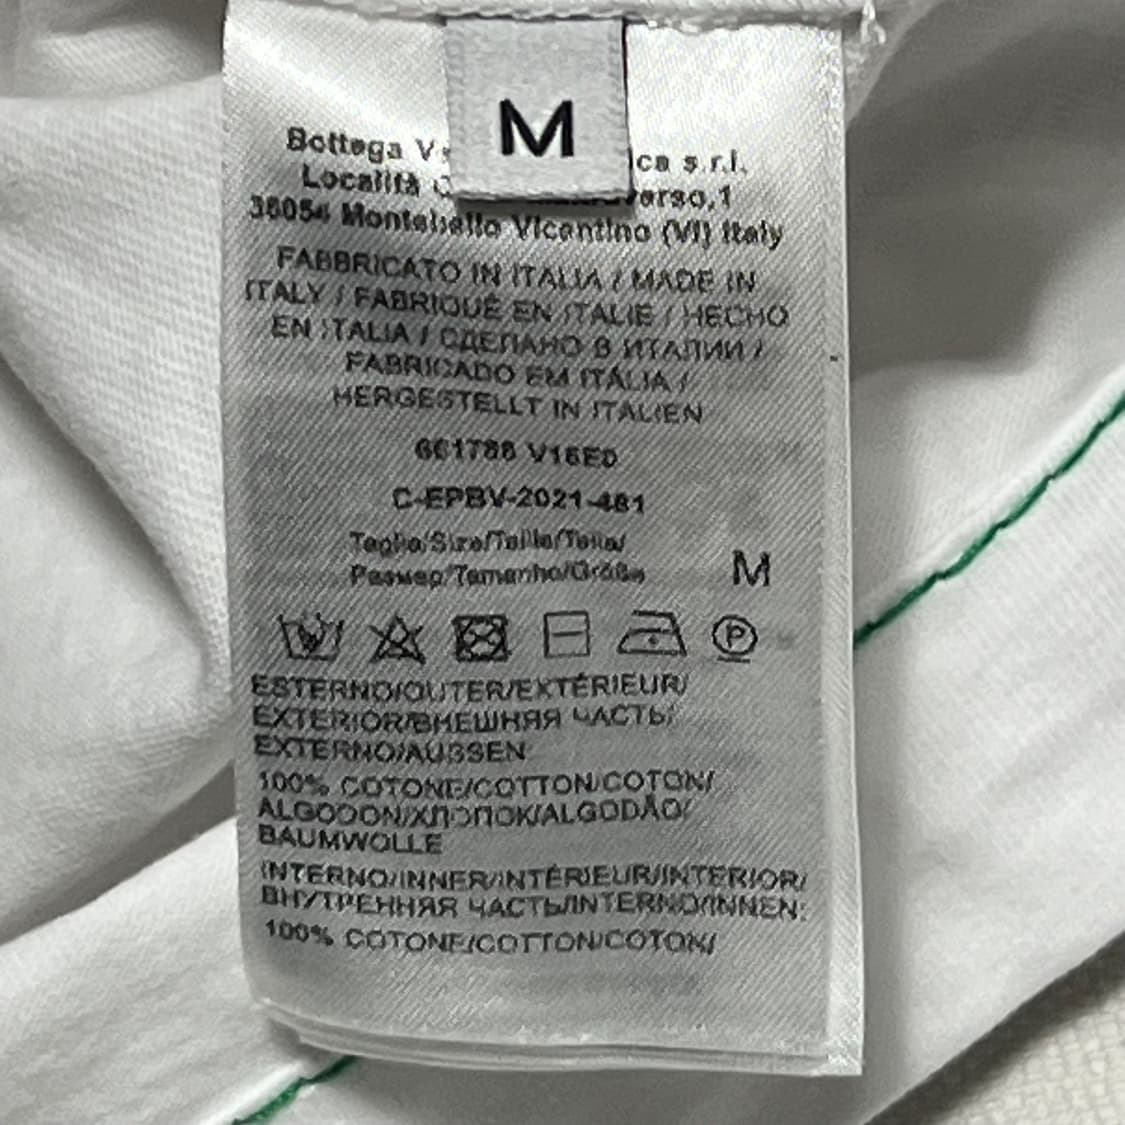 M
Bottega V ca s.r.l.
Località verso,1
36054 Montebello Vicentino (VI) Italy
FABBRICATO IN ITALIA / MADE IN
ITALY / FABRIQUÉ EN ITALIE / HECHO
EN ITALIA / СДЕЛАНО В ИТАЛИИ /
FABRICADO EM ITÁLIA /
HERGESTELLT IN ITALIEN
661788 V16E0
C-EPBV-2021-481
Taglia/Size/Taille/Talla/
Размер/Tamanho/Größe M
P
ESTERNO/OUTER/EXTÉRIEUR/
EXTERIOR/ВНЕШНЯЯ ЧАСТЬ/
EXTERNO/AUSSEN
100% COTONE/COTTON/COTON/
ALGODON/ХЛОПОК/ALGODÃO/
BAUMWOLLE
INTERNO/INNER/INTÉRIEUR/INTERIOR/
ВНУТРЕННЯЯ ЧАСТЬ/INTERNO/INNEN:
100% COTONE/COTTON/COTON/